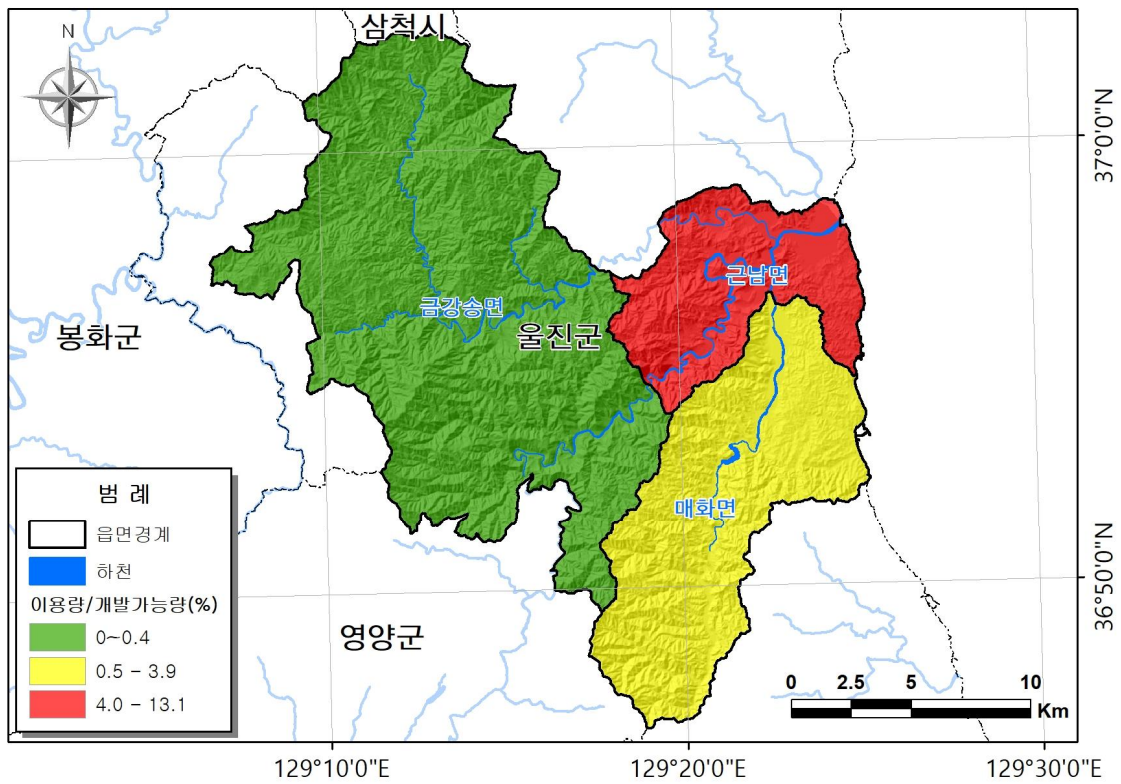 삼척시
N
37°0'0"N
근남면
금강송면
울진군
봉화군
범 례
읍면경계
하천
이용량/개발가능량(%)
0~0.4
0.5 - 3.9
4.0 - 13.1
매화면
36°50'0"N
영양군
0 2.5 5 10
Km
129°10'0"E 129°20'0"E 129°30'0"E